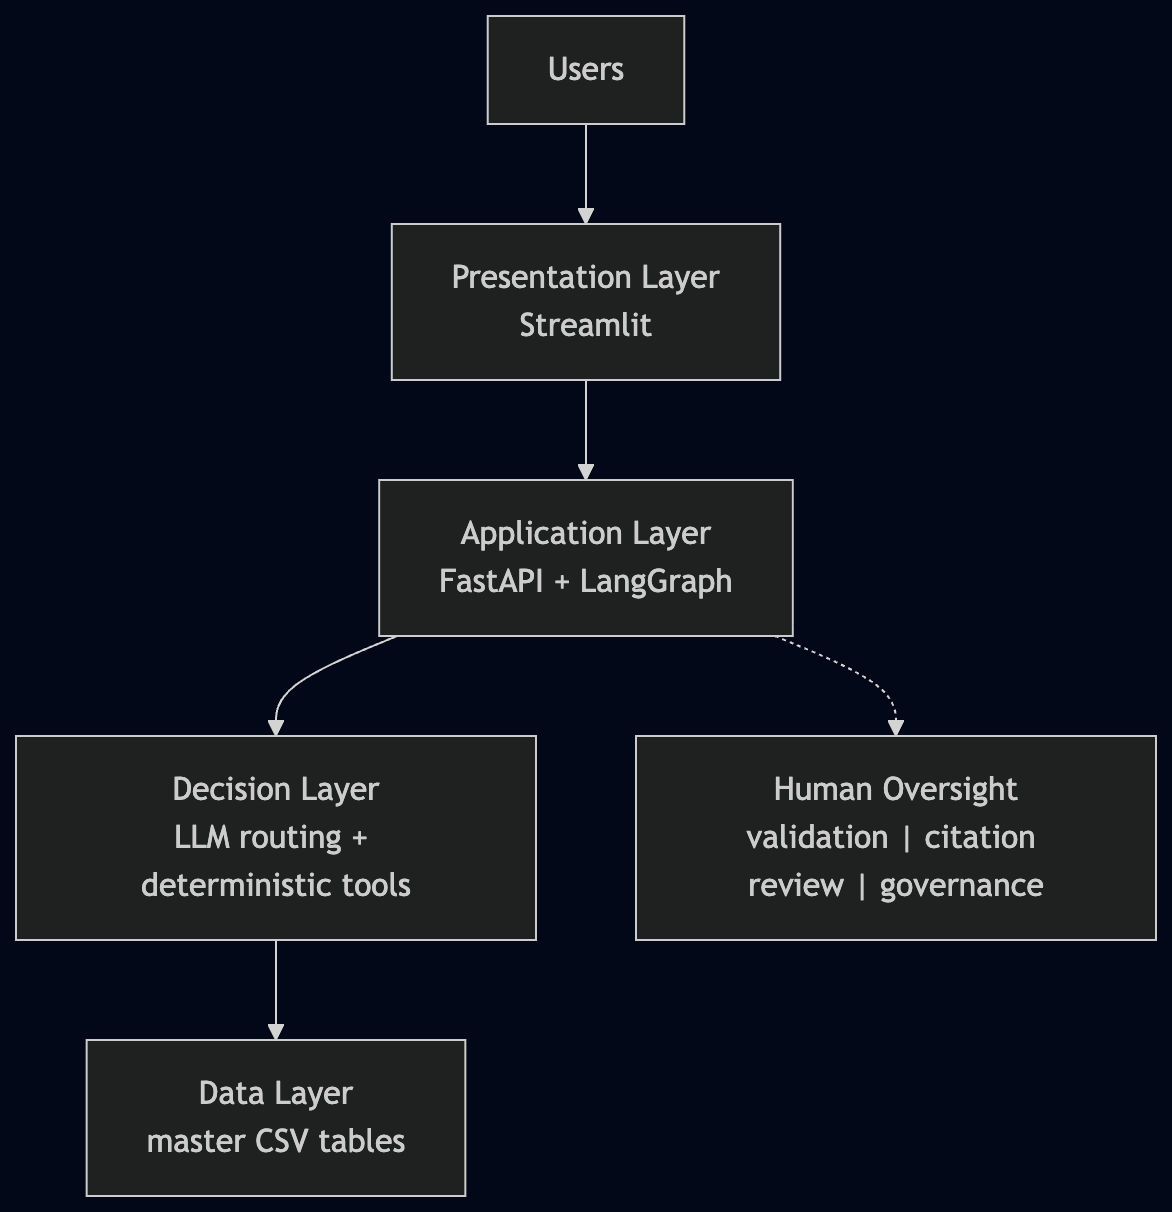 Users
Presentation Layer
Streamlit
Application Layer
FastAPI + LangGraph
Decision Layer
LLM routing +
deterministic tools
Human Oversight
validation | citation
review | governance
Data Layer
master CSV tables